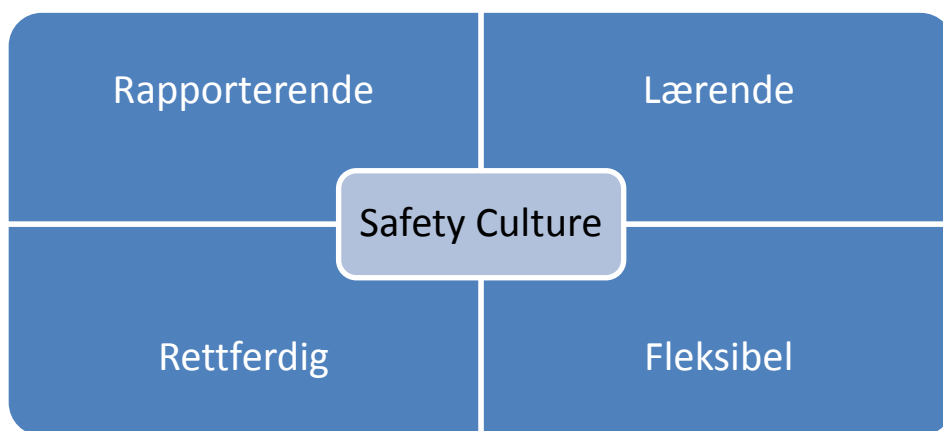 Rapporterende
Lærende
Safety Culture
Rettferdig
Fleksibel